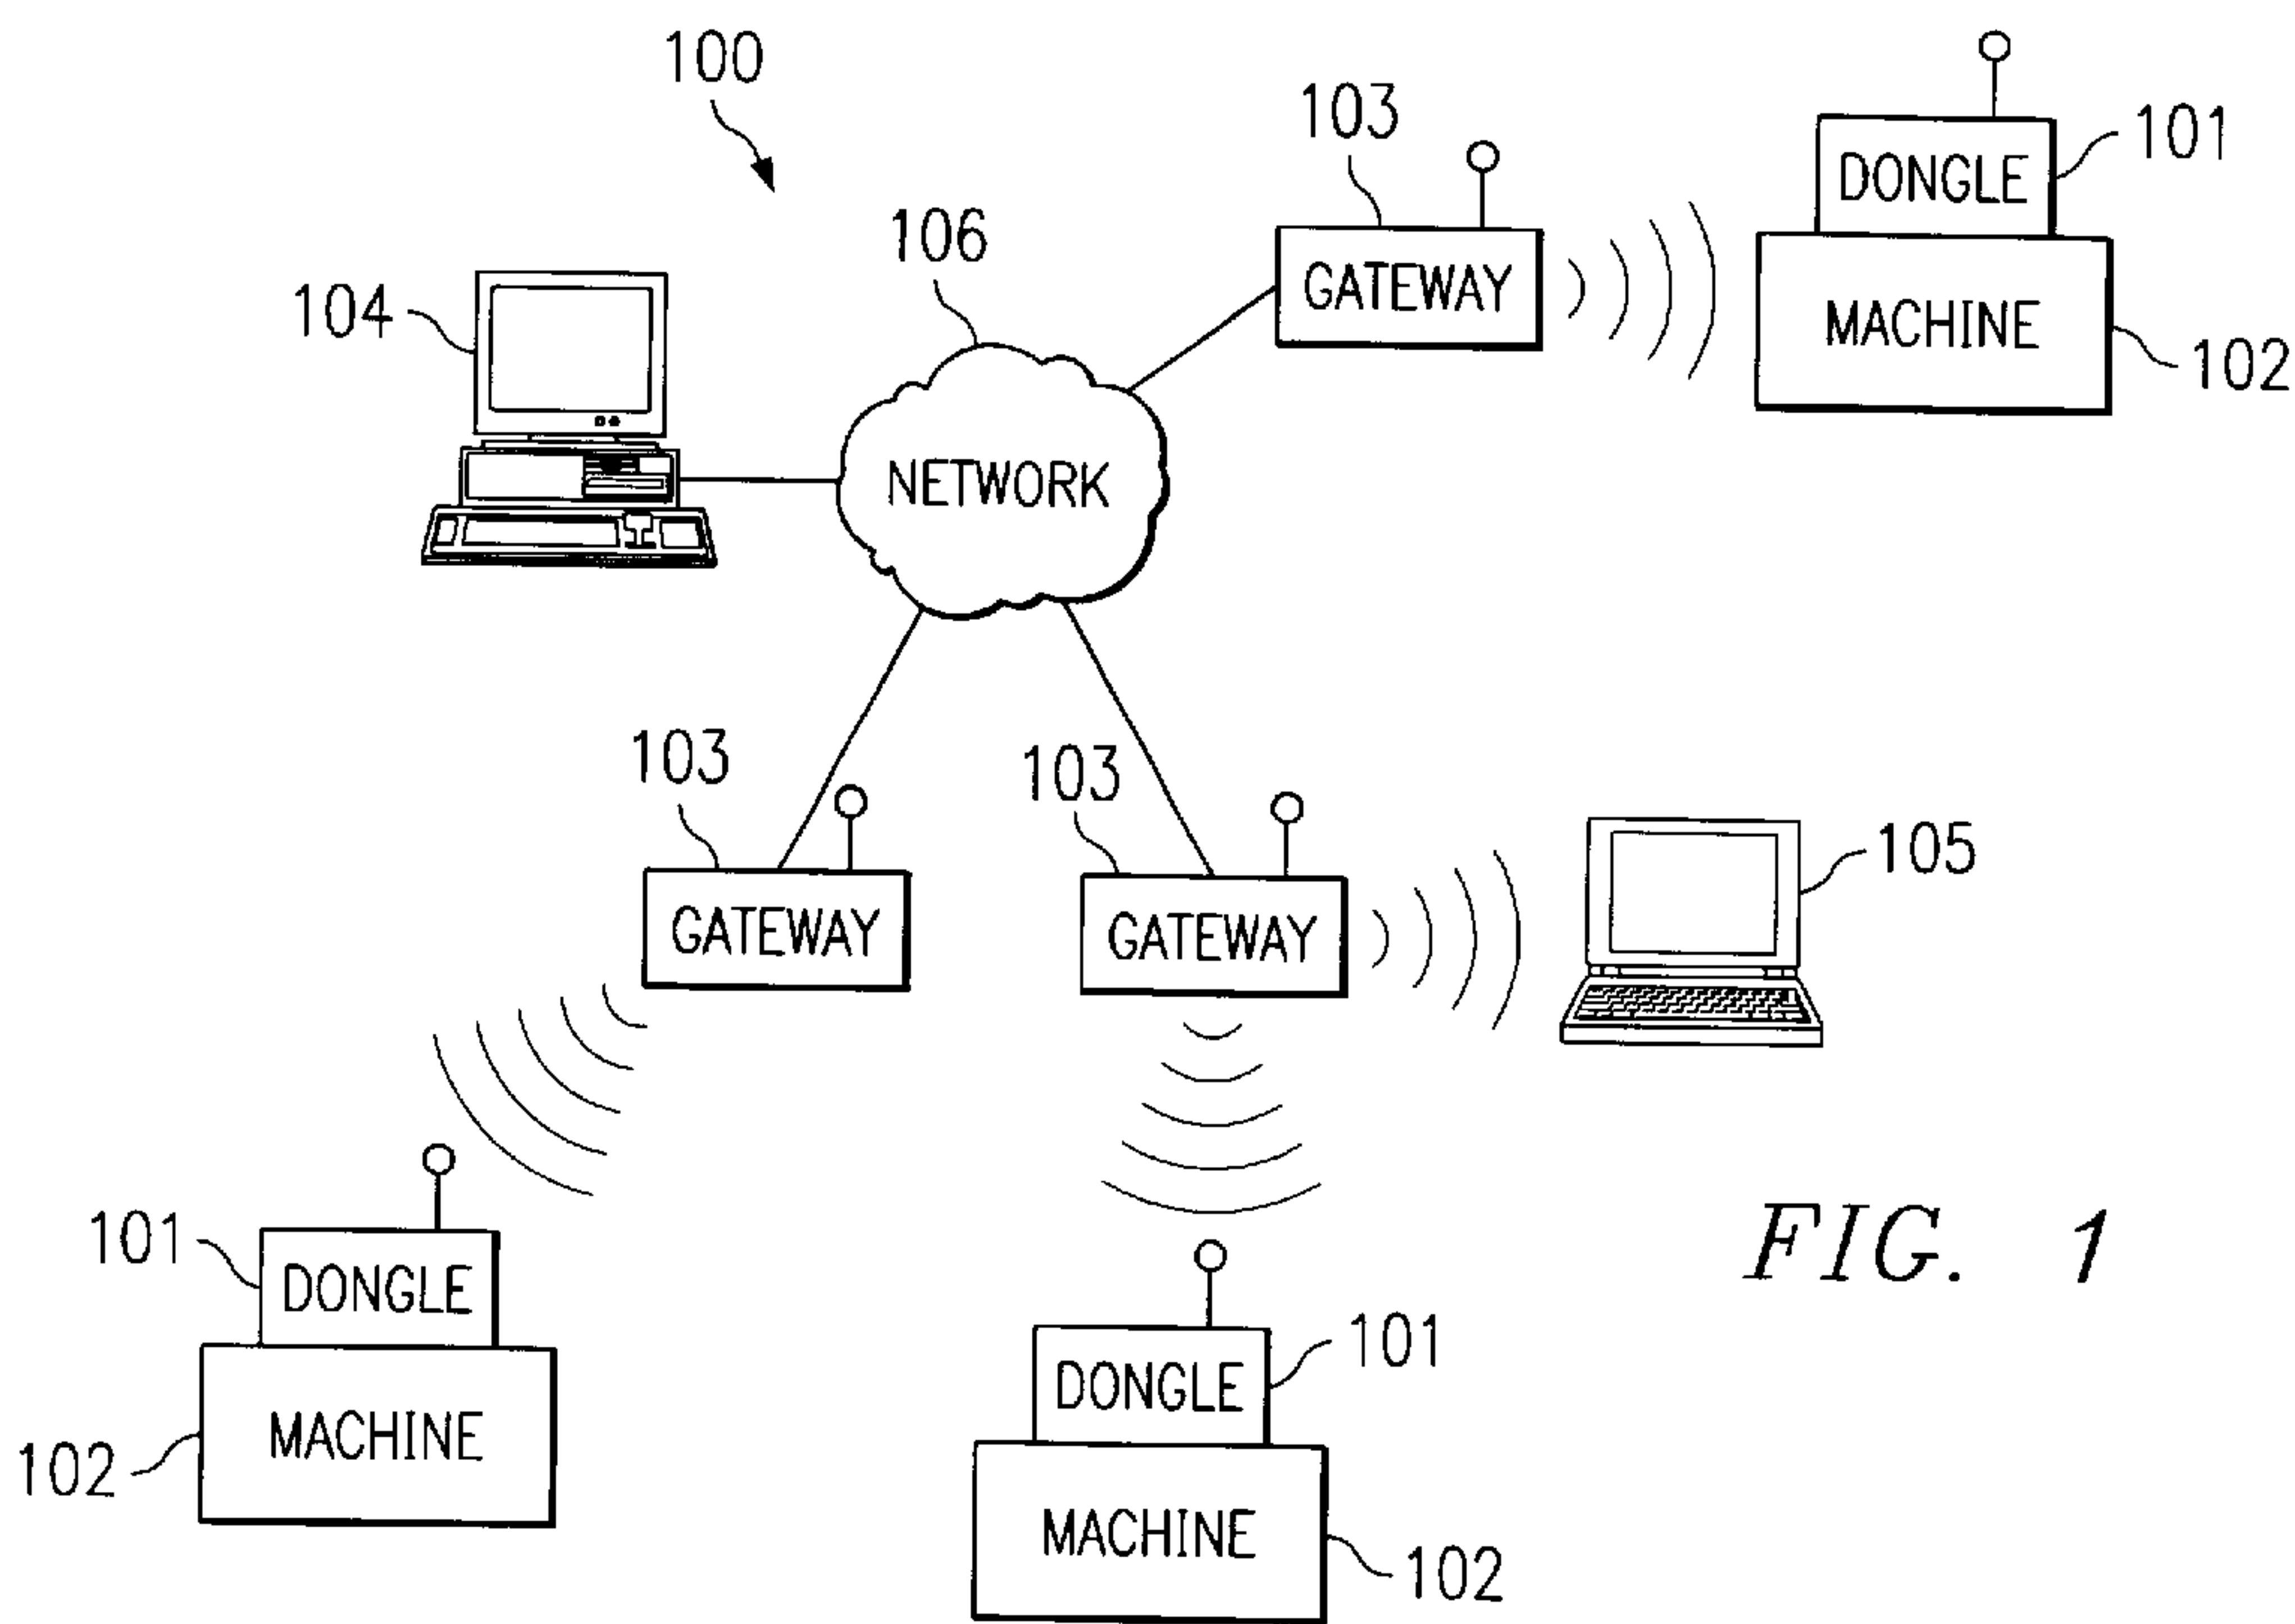 100
103
101
DONGLE
106
GATEWAY
104
MACHINE
102
NETWORK
103
103
105
GATEWAY
GATEWAY
101
DONGLE
FIG. 1
101
DONGLE
102
MACHINE
MACHINE
102